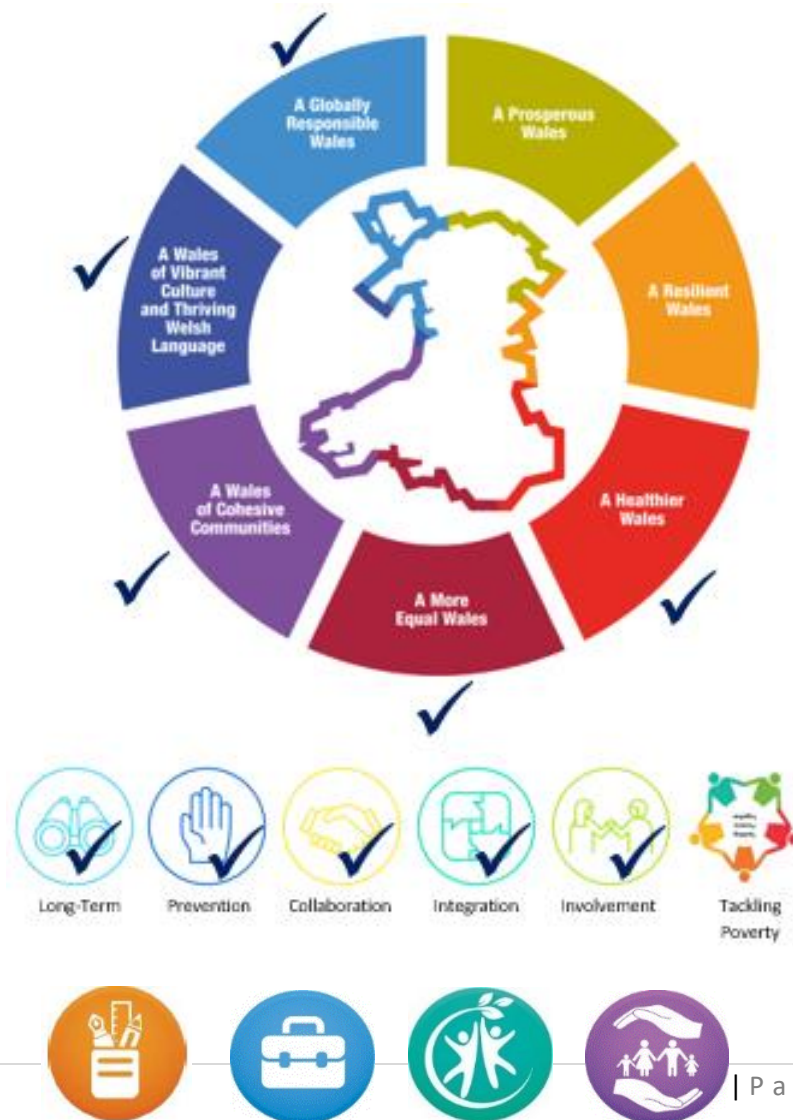 A Globally
Responsible
Wales
A Prosperous
Wales
A Wales
of Vibrant
Culture
and Thriving
Welsh
Language
A Resilient
Wales
A Wales
of Cohesive
Communities
A Healthier
Wales
A More
Equal Wales
Long-Term
Prevention
Collaboration
Integration
Involvement
Tackling
Poverty
| P a